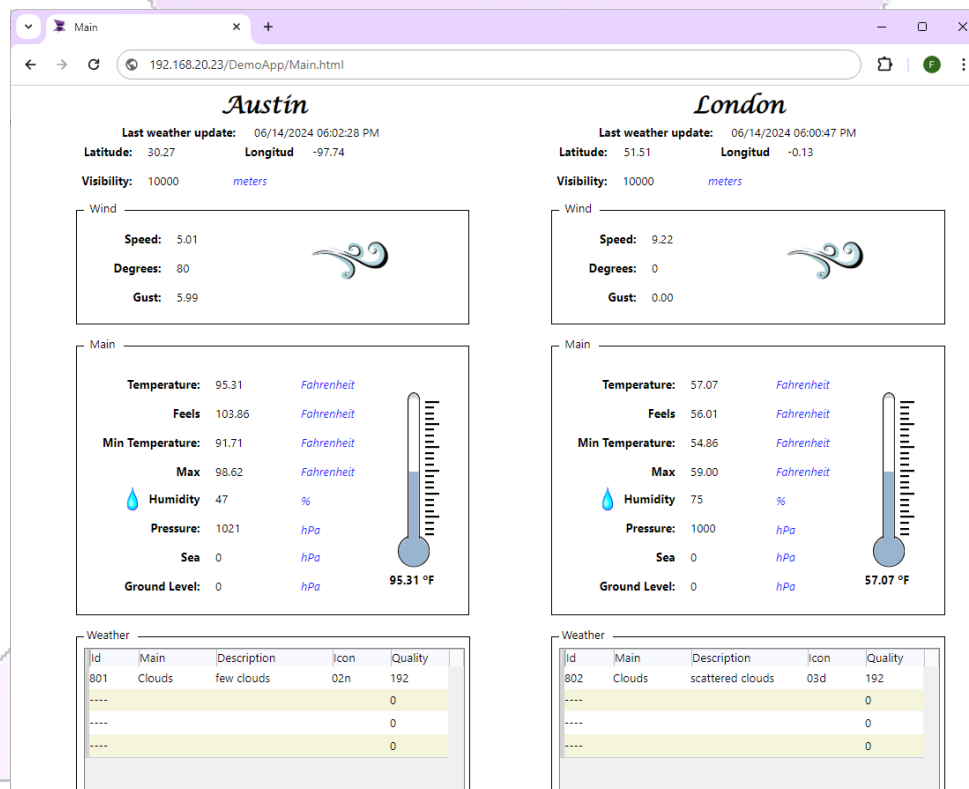 Main
192.168.20.23/DemoApp/Main.html
Austin
Last weather update: 06/14/2024 06:02:28 PM
Latitude: 30.27 Longitud -97.74
Visibility: 10000 meters
Wind
Speed: 5.01
Degrees: 80
Gust: 5.99
Main
Temperature: 95.31 Fahrenheit
Feels 103.86 Fahrenheit
Min Temperature: 91.71 Fahrenheit
Max 98.62 Fahrenheit
Humidity 47 %
Pressure: 1021 hPa
Sea 0 hPa
Ground Level: 0 hPa
95.31 ºF
Weather
Id Main Description Icon Quality
801 Clouds few clouds 02n 192
---- 0
---- 0
---- 0
London
Last weather update: 06/14/2024 06:00:47 PM
Latitude: 51.51 Longitud -0.13
Visibility: 10000 meters
Wind
Speed: 9.22
Degrees: 0
Gust: 0.00
Main
Temperature: 57.07 Fahrenheit
Feels 56.01 Fahrenheit
Min Temperature: 54.86 Fahrenheit
Max 59.00 Fahrenheit
Humidity 75 %
Pressure: 1000 hPa
Sea 0 hPa
Ground Level: 0 hPa
57.07 ºF
Weather
Id Main Description Icon Quality
802 Clouds scattered clouds 03d 192
---- 0
---- 0
---- 0
F